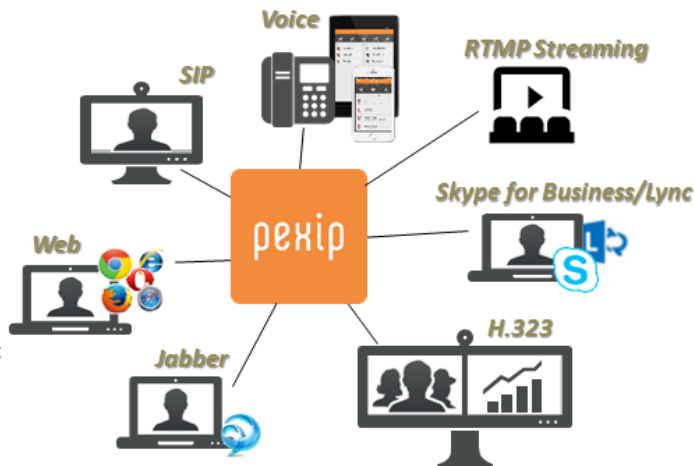 Voice
RTMP Streaming
SIP
Skype for Business/Lync
pexip
Web
H.323
Jabber